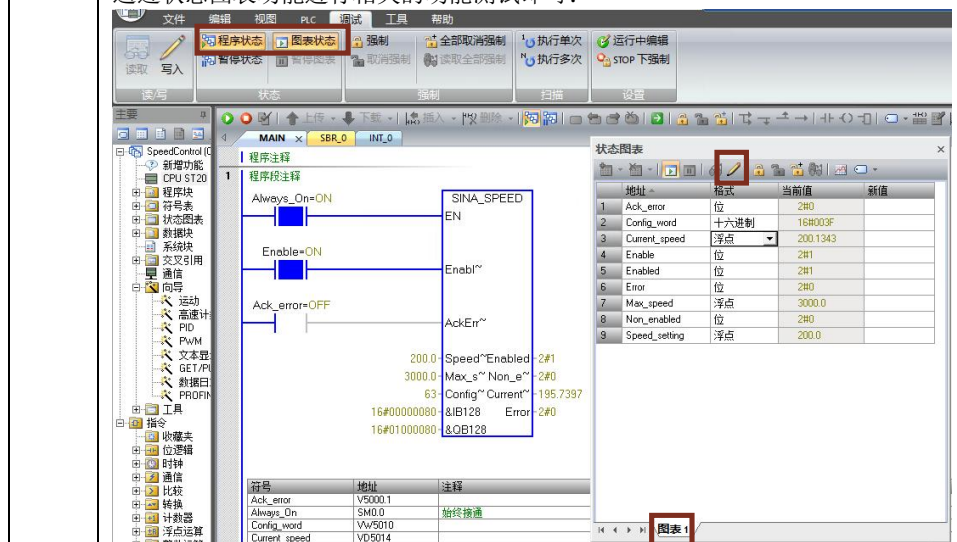 文件 编辑 视图 PLC 调试 工具 帮助
程序状态 图表状态 强制 全部取消强制 执行单次 运行中编辑
读取 写入 暂停状态 暂停图表 取消强制 读取全部强制 执行多次 STOP 下强制
读/写 状态 强制 扫描 设置
主要
上传 下载 插入 删除
MAIN SBR_0 INT_0
SpeedControl
新增功能
CPU ST20
程序块
符号表
状态图表
数据块
系统块
交叉引用
通信
向导
运动
高速计
PID
PWM
文本显
GET/PU
数据日
PROFIN
工具
指令
收藏夹
位逻辑
时钟
通信
比较
转换
计数器
浮点运算
程序注释
1 程序段注释
Always_On=ON
SINA_SPEED
EN
Enable=ON
Enabl~
Ack_error=OFF
AckErr~
200.0 Speed~ Enabled 2#1
3000.0 Max_s~ Non_e~ 2#0
63 Config~ Current~ 195.7397
16#00000080 &IB128 Error 2#0
16#01000080 &QB128
符号 地址 注释
Ack_error V5000.1
Always_On SM0.0 始终接通
Config_word VW5010
Current_speed VD5014
状态图表
地址 格式 当前值 新值
1 Ack_error 位 2#0
2 Config_word 十六进制 16#003F
3 Current_speed 浮点 200.1343
4 Enable 位 2#1
5 Enabled 位 2#1
6 Error 位 2#0
7 Max_speed 浮点 3000.0
8 Non_enabled 位 2#0
9 Speed_setting 浮点 200.0
图表 1